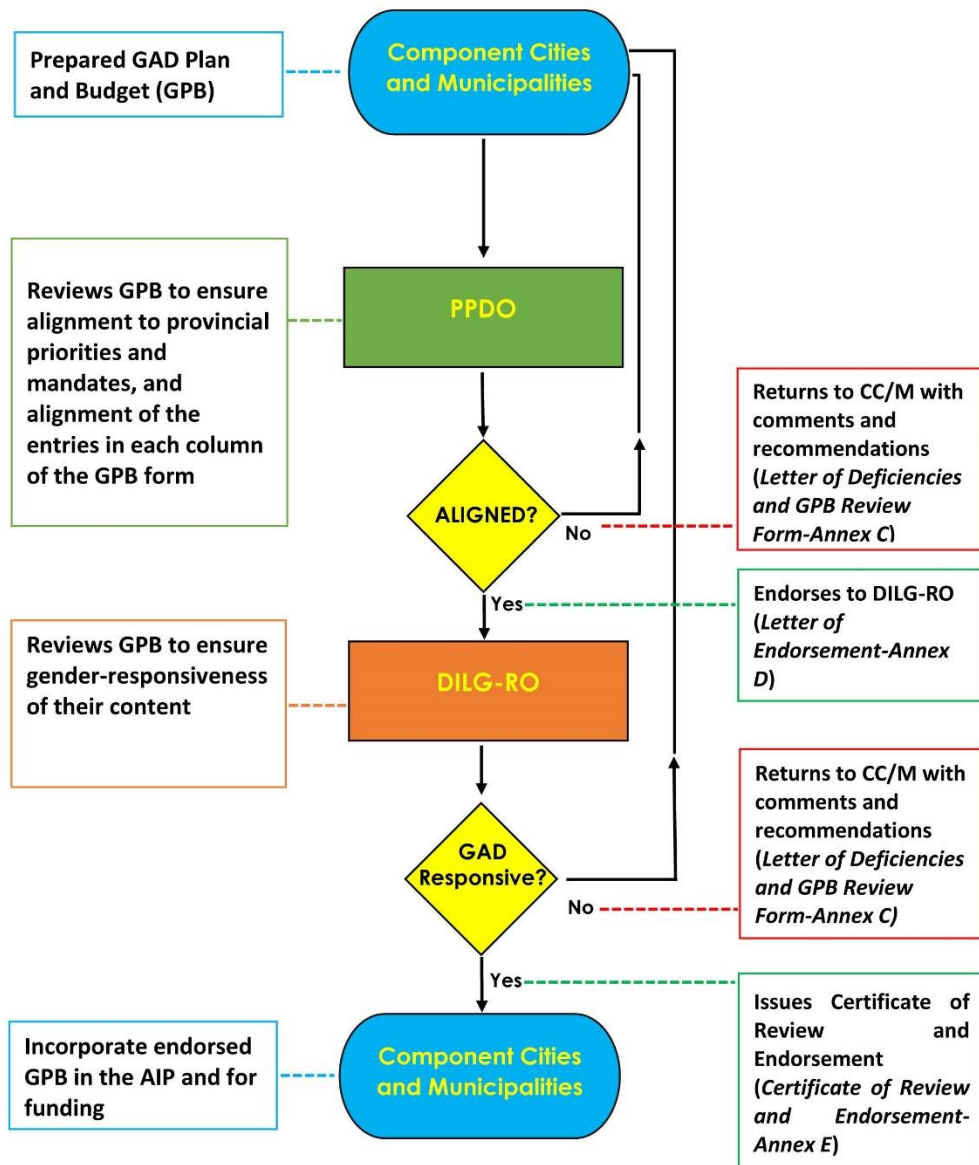 Prepared GAD Plan
and Budget (GPB)
Component Cities
and Municipalities
Reviews GPB to ensure
alignment to provincial
priorities and
mandates, and
alignment of the
entries in each column
of the GPB form
PPDO
ALIGNED?
No
Returns to CC/M with
comments and
recommendations
(Letter of Deficiencies
and GPB Review
Form-Annex C)
Yes
Endorses to DILG-RO
(Letter of
Endorsement-Annex
D)
Reviews GPB to ensure
gender-responsiveness
of their content
DILG-RO
GAD
Responsive?
No
Returns to CC/M with
comments and
recommendations
(Letter of Deficiencies
and GPB Review
Form-Annex C)
Yes
Issues Certificate of
Review and
Endorsement
(Certificate of Review
and Endorsement-
Annex E)
Incorporate endorsed
GPB in the AIP and for
funding
Component Cities
and Municipalities